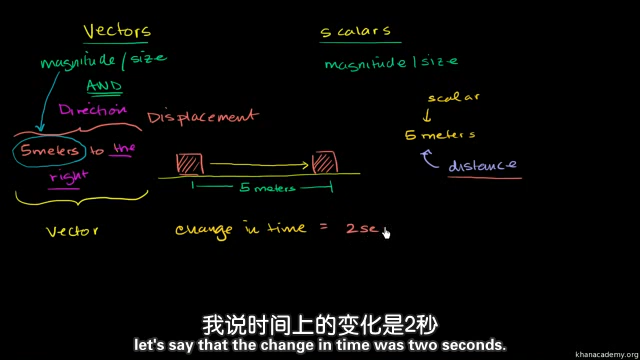 Vectors
scalars
magnitude / size
magnitude / size
AND
Direction
scalar
Displacement
5 meters to the
right
5 meters
distance
5 meters
vector
change in time = 2 se
我说时间上的变化是2秒
let's say that the change in time was two seconds.
khanacademy.org